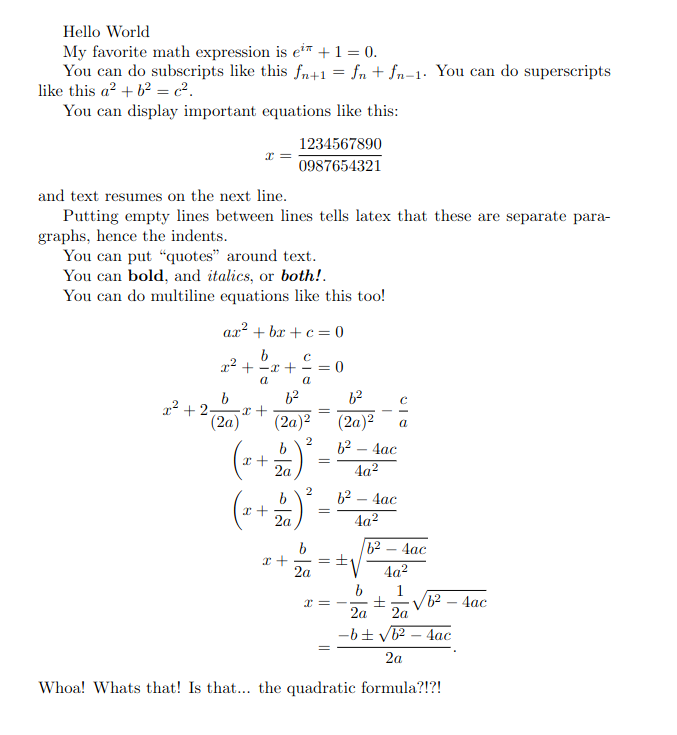 Hello World
My favorite math expression is $e^{i\pi} + 1 = 0$.
You can do subscripts like this $f_{n+1} = f_n + f_{n-1}$. You can do superscripts
like this $a^2 + b^2 = c^2$.
You can display important equations like this:
$x = \frac{1234567890}{0987654321}$
and text resumes on the next line.
Putting empty lines between lines tells latex that these are separate para-
graphs, hence the indents.
You can put “quotes” around text.
You can bold, and italics, or both!.
You can do multiline equations like this too!
$ax^2 + bx + c = 0$
$x^2 + \frac{b}{a}x + \frac{c}{a} = 0$
$x^2 + 2\frac{b}{(2a)}x + \frac{b^2}{(2a)^2} = \frac{b^2}{(2a)^2} - \frac{c}{a}$
$\left(x + \frac{b}{2a}\right)^2 = \frac{b^2 - 4ac}{4a^2}$
$\left(x + \frac{b}{2a}\right)^2 = \frac{b^2 - 4ac}{4a^2}$
$x + \frac{b}{2a} = \pm\sqrt{\frac{b^2 - 4ac}{4a^2}}$
$x = -\frac{b}{2a} \pm \frac{1}{2a}\sqrt{b^2 - 4ac}$
$= \frac{-b \pm \sqrt{b^2 - 4ac}}{2a}.$
Whoa! Whats that! Is that... the quadratic formula?!?!